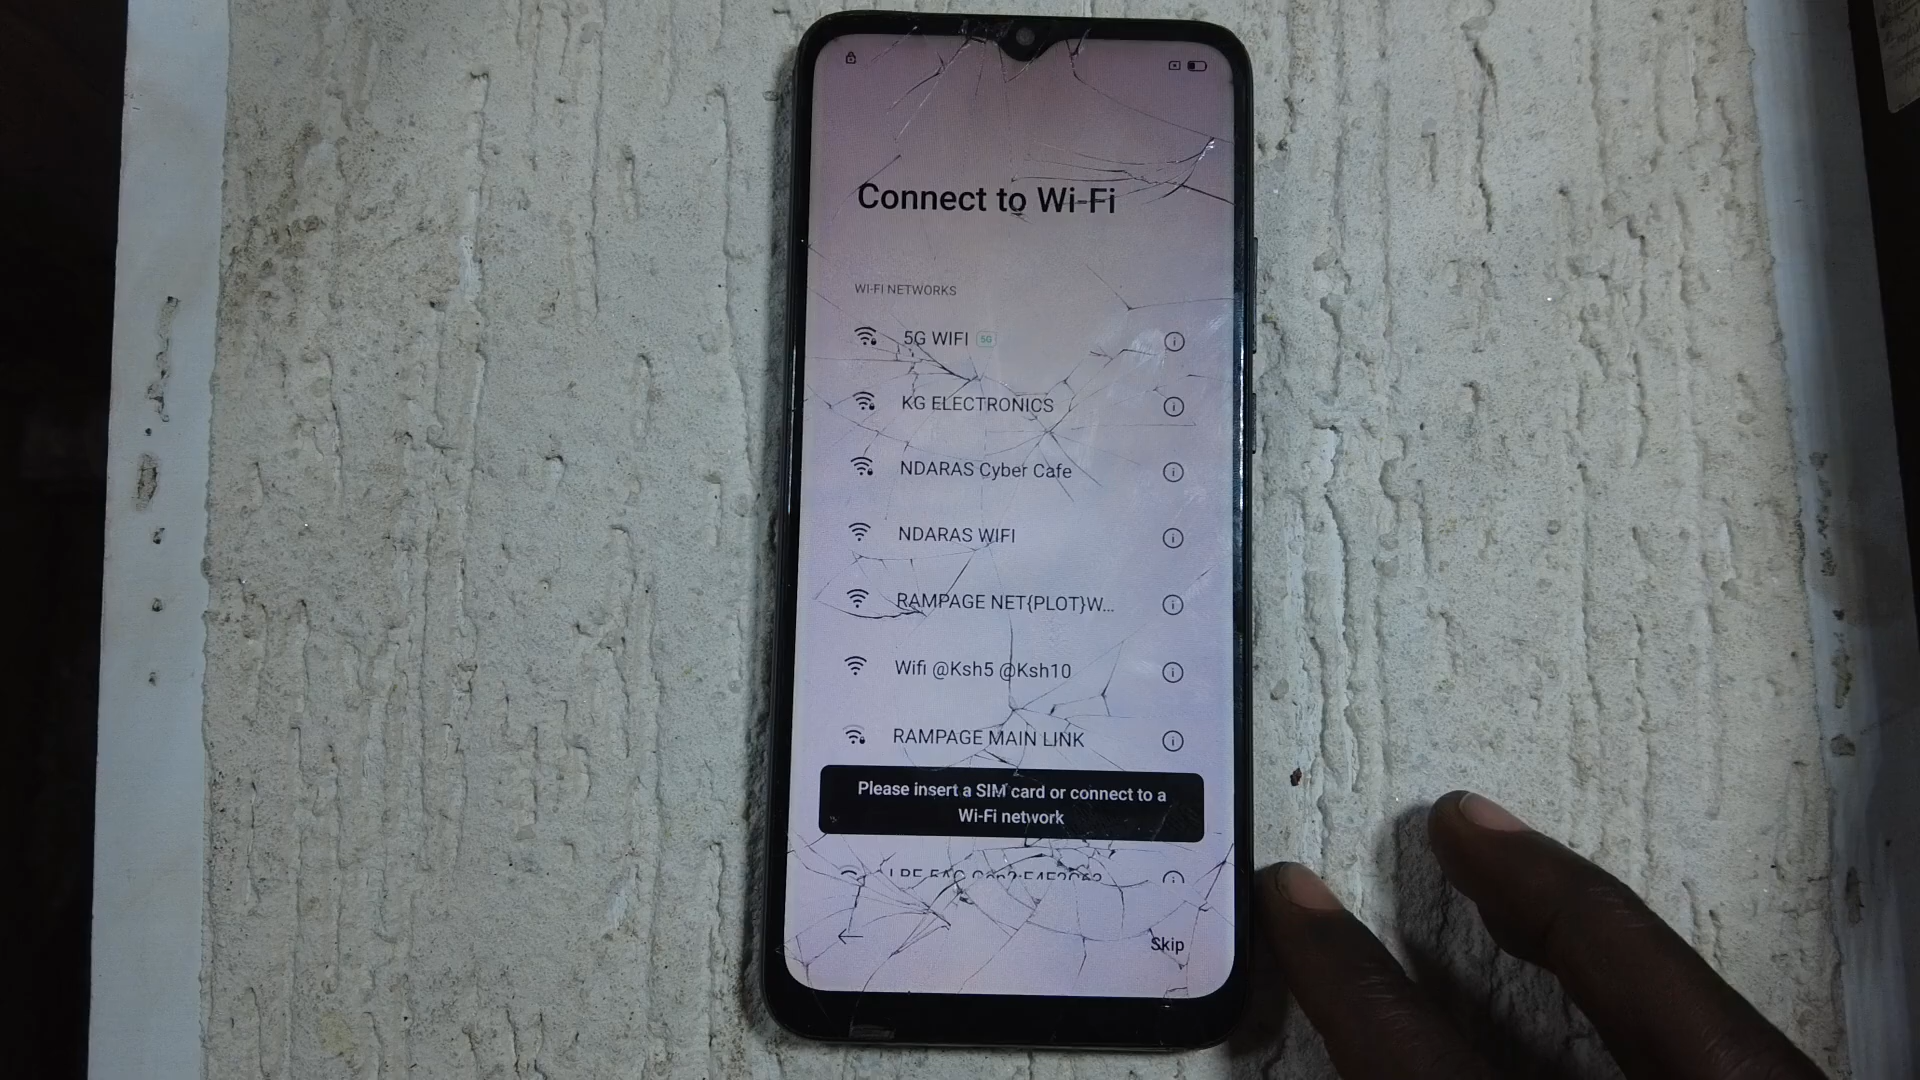 Connect to Wi-Fi
WI-FI NETWORKS
5G WIFI 5G
KG ELECTRONICS
NDARAS Cyber Cafe
NDARAS WIFI
RAMPAGE NET{PLOT}W...
Wifi @Ksh5 @Ksh10
RAMPAGE MAIN LINK
Please insert a SIM card or connect to a
Wi-Fi network
Skip